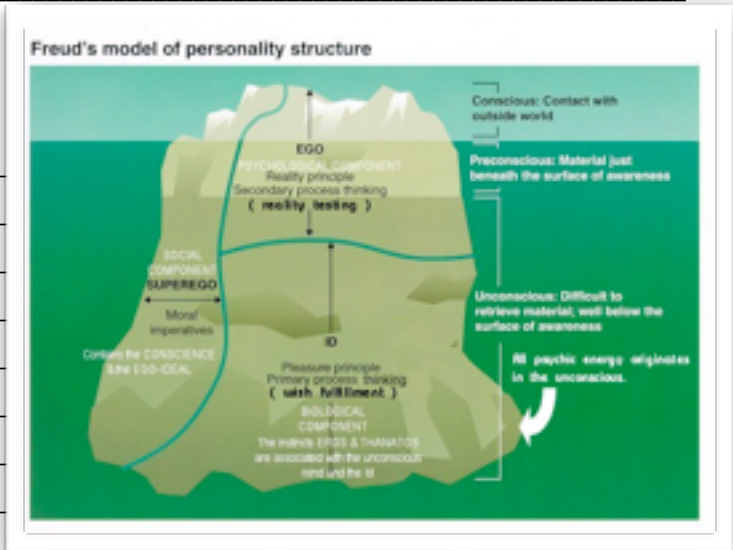 Freud's model of personality structure
Conscious: Contact with
outside world
EGO
PSYCHOLOGICAL COMPONENT
Reality principle
Secondary process thinking
( reality testing )
Preconscious: Material just
beneath the surface of awareness
SOCIAL
COMPONENT
SUPEREGO
Moral
imperatives
Contains the CONSCIENCE
& the EGO-IDEAL
ID
Pleasure principle
Primary process thinking
( wish fulfillment )
BIOLOGICAL
COMPONENT
The instincts EROS & THANATOS
are associated with the unconscious
mind and the Id
Unconscious: Difficult to
retrieve material; well below the
surface of awareness
All psychic energy originates
in the unconscious.